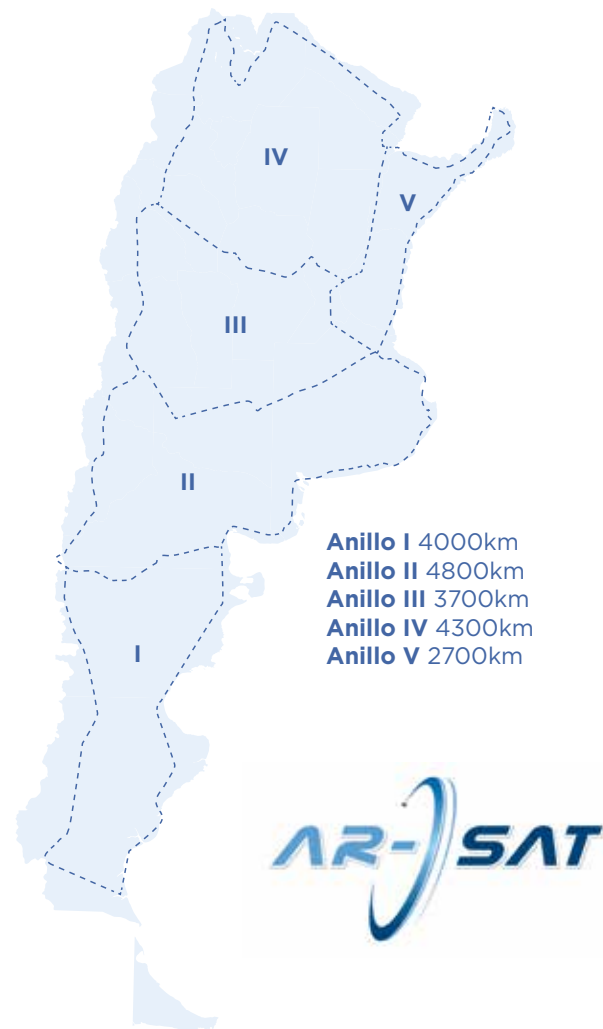 IV
V
III
II
Anillo I 4000km
Anillo II 4800km
Anillo III 3700km
Anillo IV 4300km
Anillo V 2700km
I
AR-SAT